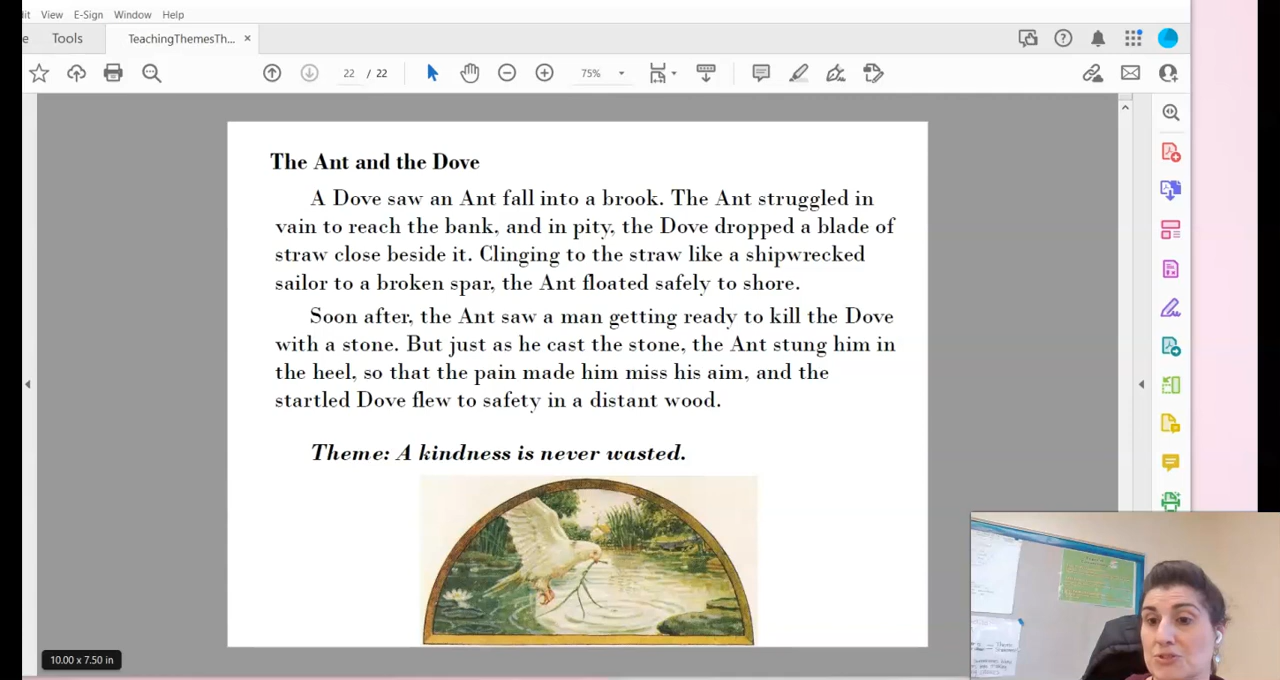 View E-Sign Window Help
Tools TeachingThemesTh...
22 / 22 75%
The Ant and the Dove
A Dove saw an Ant fall into a brook. The Ant struggled in
vain to reach the bank, and in pity, the Dove dropped a blade of
straw close beside it. Clinging to the straw like a shipwrecked
sailor to a broken spar, the Ant floated safely to shore.
Soon after, the Ant saw a man getting ready to kill the Dove
with a stone. But just as he cast the stone, the Ant stung him in
the heel, so that the pain made him miss his aim, and the
startled Dove flew to safety in a distant wood.
Theme: A kindness is never wasted.
10.00 x 7.50 in